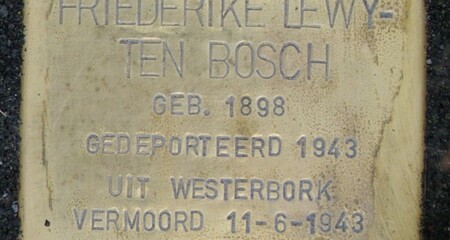 FRIEDERIKE LEWY-
TEN BOSCH
GEB. 1898
GEDEPORTEERD 1943
UIT WESTERBORK
VERMOORD 11-6-1943